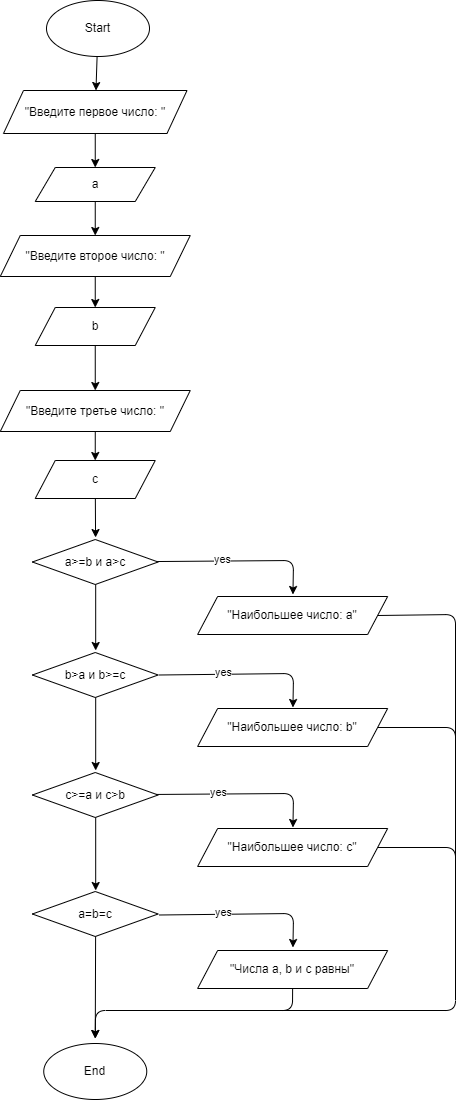 Start
"Введите первое число: "
a
"Введите второе число: "
b
"Введите третье число: "
c
a>=b и a>c
yes
"Наибольшее число: a"
b>a и b>=c
yes
"Наибольшее число: b"
c>=a и c>b
yes
"Наибольшее число: c"
a=b=c
yes
"Числа a, b и c равны"
End